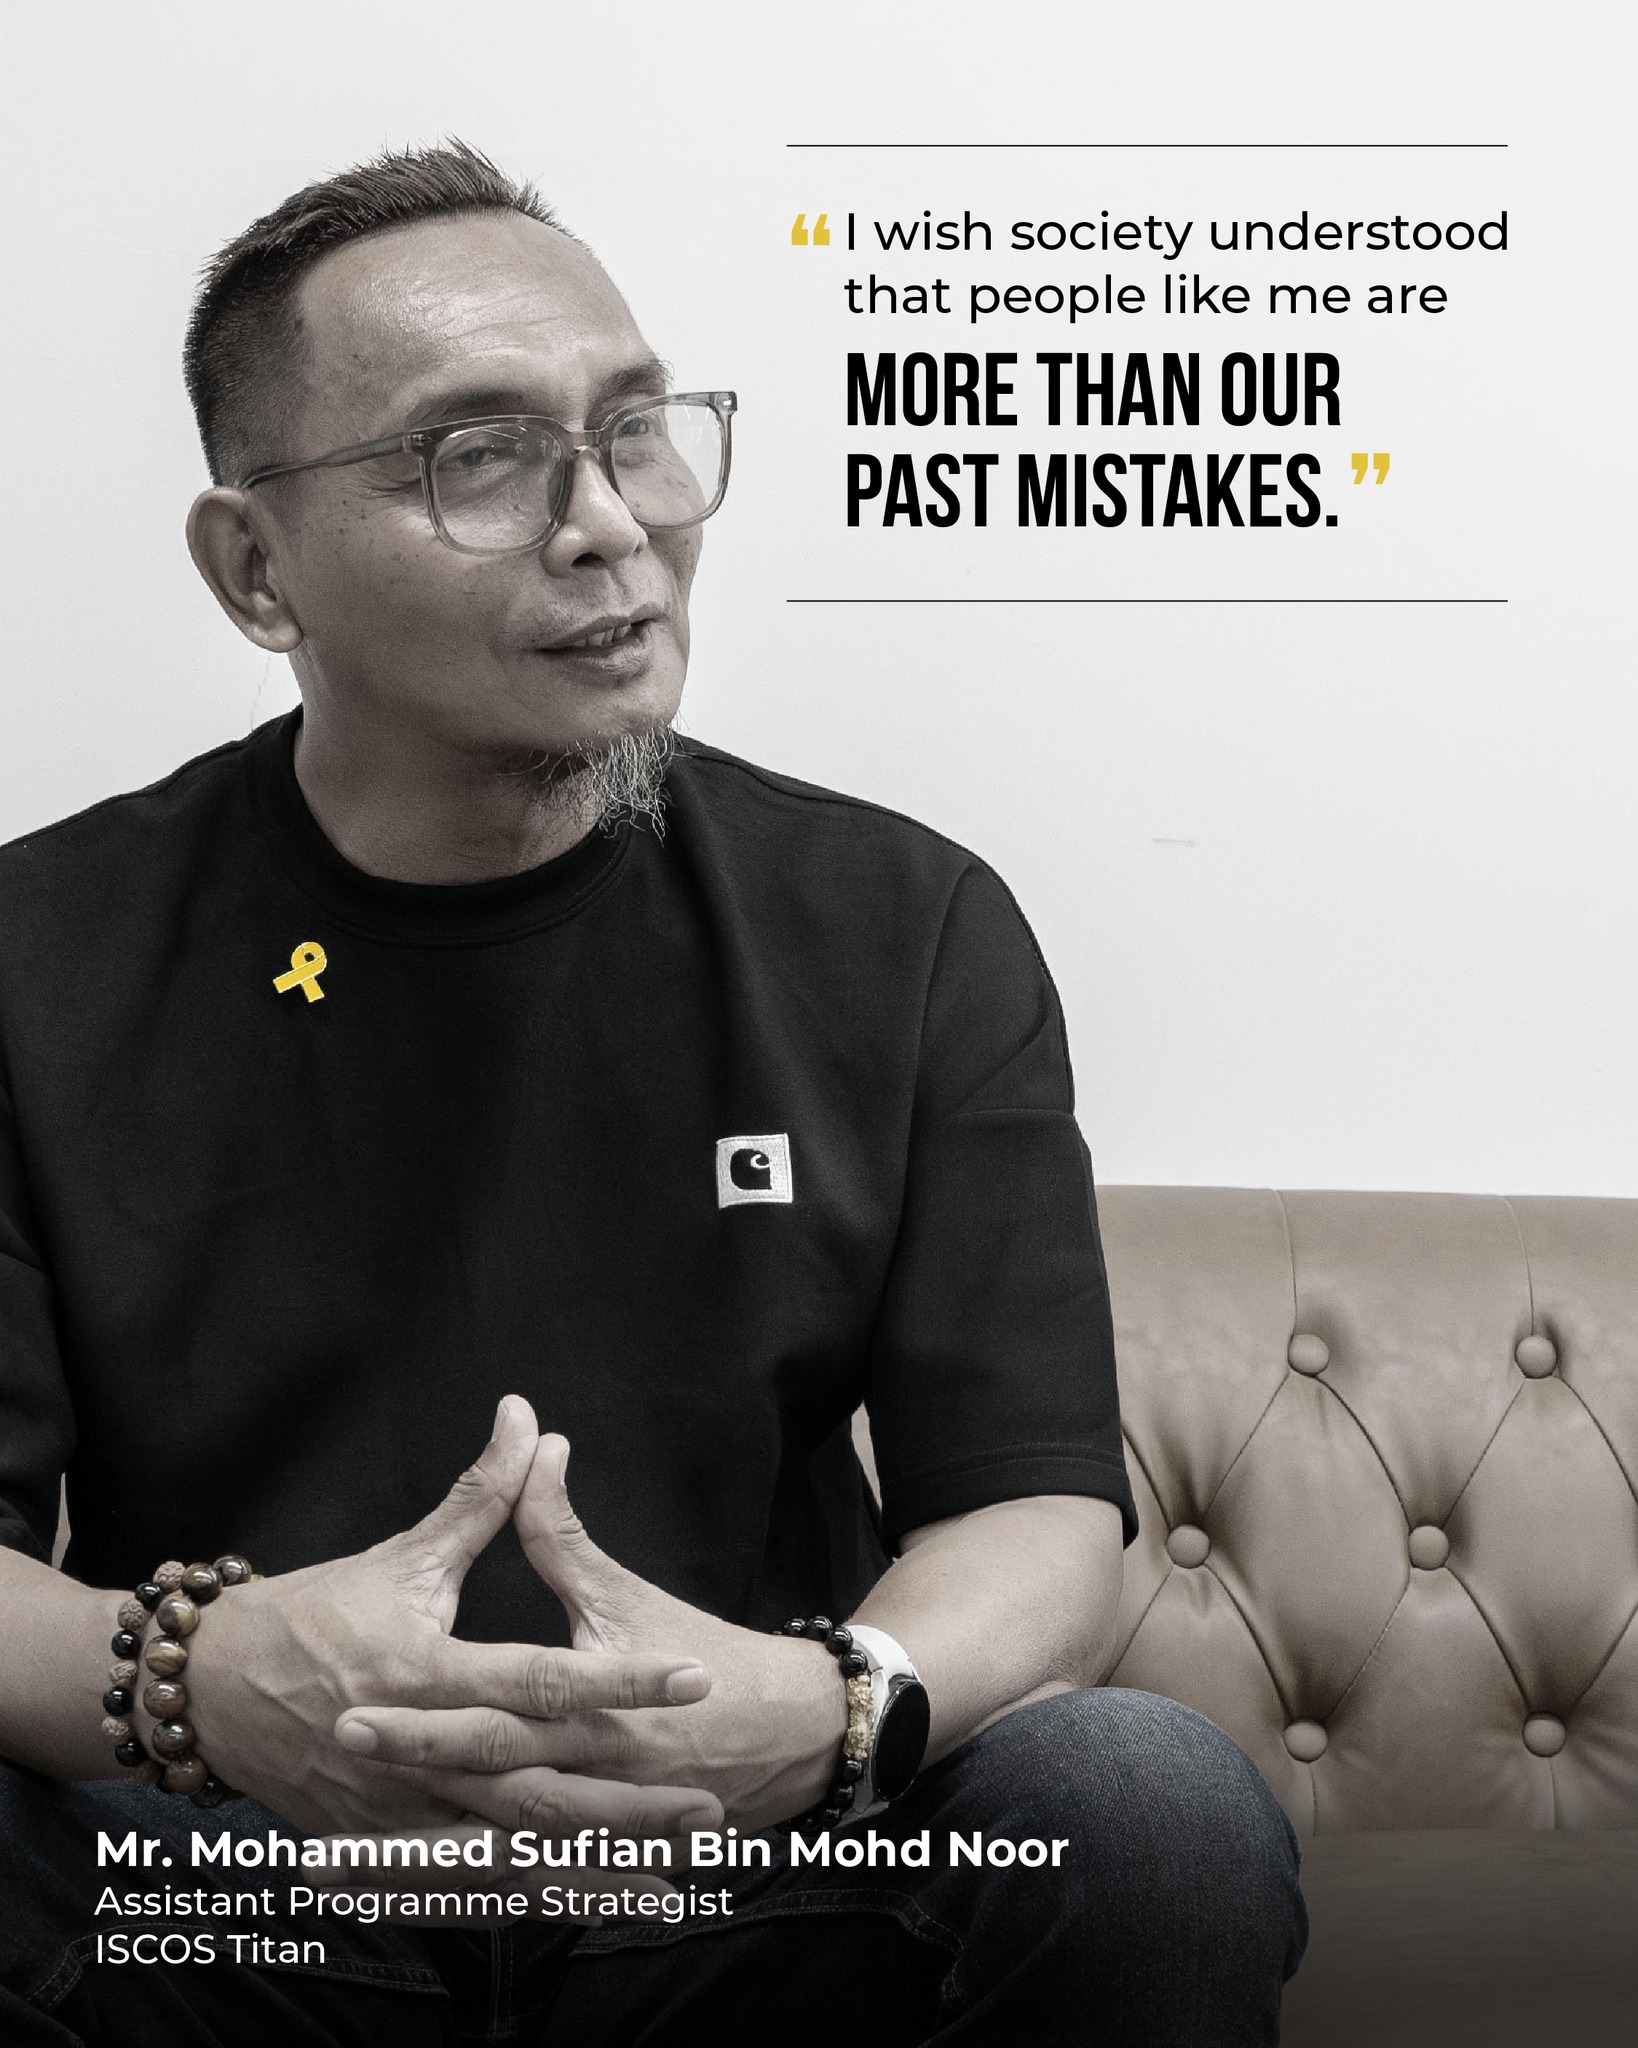 “I wish society understood
that people like me are
MORE THAN OUR
PAST MISTAKES.”
Mr. Mohammed Sufian Bin Mohd Noor
Assistant Programme Strategist
ISCOS Titan